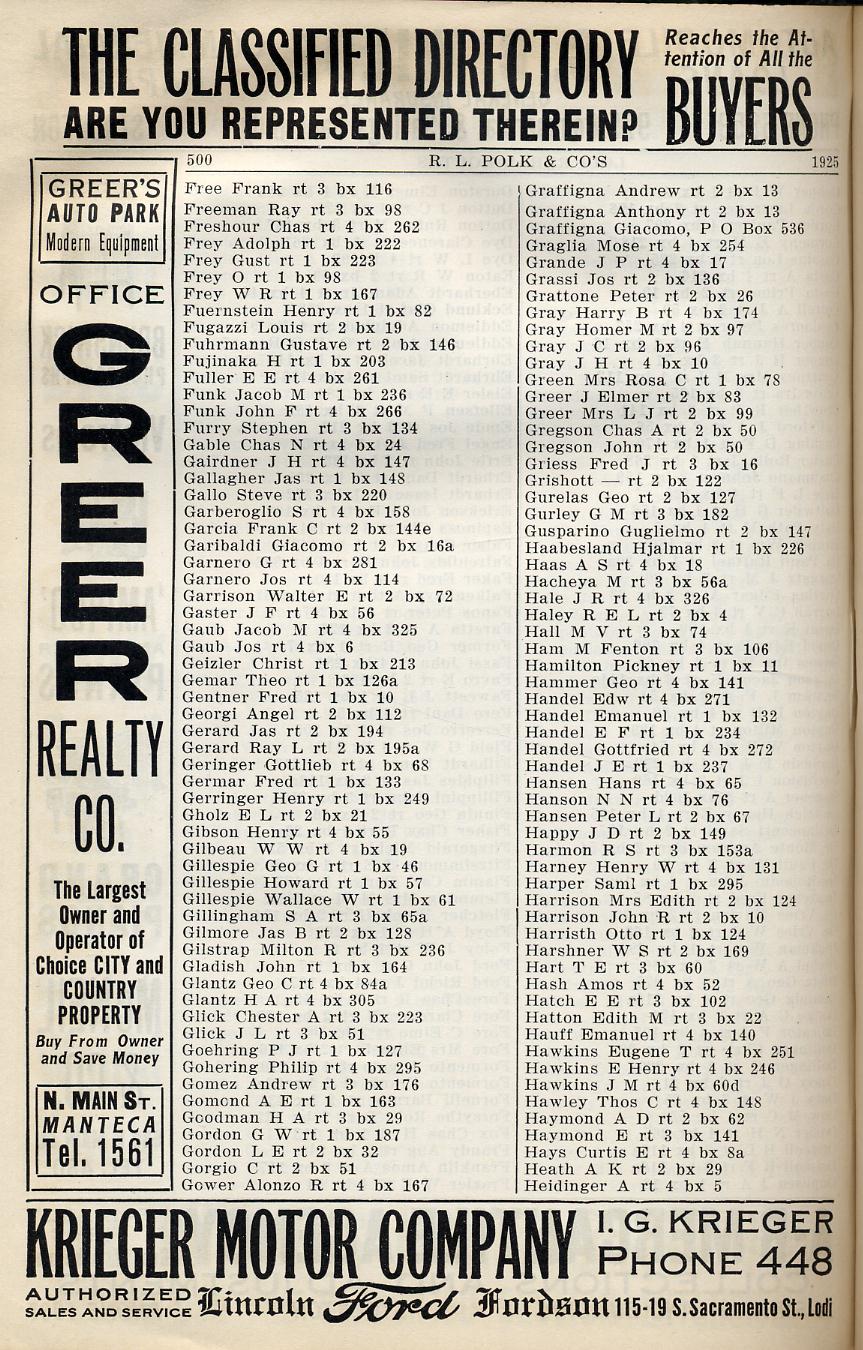 THE CLASSIFIED DIRECTORY
ARE YOU REPRESENTED THEREIN?
Reaches the At-
tention of All the
BUYERS
500 R. L. POLK & CO'S 1925
GREER'S
AUTO PARK
Modern Equipment
OFFICE
GREER
REALTY
CO.
The Largest
Owner and
Operator of
Choice CITY and
COUNTRY
PROPERTY
Buy From Owner
and Save Money
N. MAIN ST.
MANTECA
Tel. 1561
Free Frank rt 3 bx 116
Freeman Ray rt 3 bx 98
Freshour Chas rt 4 bx 262
Frey Adolph rt 1 bx 222
Frey Gust rt 1 bx 223
Frey O rt 1 bx 98
Frey W R rt 1 bx 167
Fuernstein Henry rt 1 bx 82
Fugazzi Louis rt 2 bx 19
Fuhrmann Gustave rt 2 bx 146
Fujinaka H rt 1 bx 203
Fuller E E rt 4 bx 261
Funk Jacob M rt 1 bx 236
Funk John F rt 4 bx 266
Furry Stephen rt 3 bx 134
Gable Chas N rt 4 bx 24
Gairdner J H rt 4 bx 147
Gallagher Jas rt 1 bx 148
Gallo Steve rt 3 bx 220
Garberoglio S rt 4 bx 158
Garcia Frank C rt 2 bx 144e
Garibaldi Giacomo rt 2 bx 16a
Garnero G rt 4 bx 281
Garnero Jos rt 4 bx 114
Garrison Walter E rt 2 bx 72
Gaster J F rt 4 bx 56
Gaub Jacob M rt 4 bx 325
Gaub Jos rt 4 bx 6
Geizler Christ rt 1 bx 213
Gemar Theo rt 1 bx 126a
Gentner Fred rt 1 bx 10
Georgi Angel rt 2 bx 112
Gerard Jas rt 2 bx 194
Gerard Ray L rt 2 bx 195a
Geringer Gottlieb rt 4 bx 68
Germar Fred rt 1 bx 133
Gerringer Henry rt 1 bx 249
Gholz E L rt 2 bx 21
Gibson Henry rt 4 bx 55
Gilbeau W W rt 4 bx 19
Gillespie Geo G rt 1 bx 46
Gillespie Howard rt 1 bx 57
Gillespie Wallace W rt 1 bx 61
Gillingham S A rt 3 bx 65a
Gilmore Jas B rt 2 bx 128
Gilstrap Milton R rt 3 bx 236
Gladish John rt 1 bx 164
Glantz Geo C rt 4 bx 84a
Glantz H A rt 4 bx 305
Glick Chester A rt 3 bx 223
Glick J L rt 3 bx 51
Goehring P J rt 1 bx 127
Gohering Philip rt 4 bx 295
Gomez Andrew rt 3 bx 176
Gomond A E rt 1 bx 163
Goodman H A rt 3 bx 29
Gordon G W rt 1 bx 187
Gordon L E rt 2 bx 32
Gorgio C rt 2 bx 51
Gower Alonzo R rt 4 bx 167
Graffigna Andrew rt 2 bx 13
Graffigna Anthony rt 2 bx 13
Graffigna Giacomo, P O Box 536
Graglia Mose rt 4 bx 254
Grande J P rt 4 bx 17
Grassi Jos rt 2 bx 136
Grattone Peter rt 2 bx 26
Gray Harry B rt 4 bx 174
Gray Homer M rt 2 bx 97
Gray J C rt 2 bx 96
Gray J H rt 4 bx 10
Green Mrs Rosa C rt 1 bx 78
Greer J Elmer rt 2 bx 83
Greer Mrs L J rt 2 bx 99
Gregson Chas A rt 2 bx 50
Gregson John rt 2 bx 50
Griess Fred J rt 3 bx 16
Grishott — rt 2 bx 122
Gurelas Geo rt 2 bx 127
Gurley G M rt 3 bx 182
Gusparino Guglielmo rt 2 bx 147
Haabesland Hjalmar rt 1 bx 226
Haas A S rt 4 bx 18
Hacheya M rt 3 bx 56a
Hale J R rt 4 bx 326
Haley R E L rt 2 bx 4
Hall M V rt 3 bx 74
Ham M Fenton rt 3 bx 106
Hamilton Pickney rt 1 bx 11
Hammer Geo rt 4 bx 141
Handel Edw rt 4 bx 271
Handel Emanuel rt 1 bx 132
Handel E F rt 1 bx 234
Handel Gottfried rt 4 bx 272
Handel J E rt 1 bx 237
Hansen Hans rt 4 bx 65
Hanson N N rt 4 bx 76
Hansen Peter L rt 2 bx 67
Happy J D rt 2 bx 149
Harmon R S rt 3 bx 153a
Harney Henry W rt 4 bx 131
Harper Saml rt 1 bx 295
Harrison Mrs Edith rt 2 bx 124
Harrison John R rt 2 bx 10
Harristh Otto rt 1 bx 124
Harshner W S rt 2 bx 169
Hart T E rt 3 bx 60
Hash Amos rt 4 bx 52
Hatch E E rt 3 bx 102
Hatton Edith M rt 3 bx 22
Hauff Emanuel rt 4 bx 140
Hawkins Eugene T rt 4 bx 251
Hawkins E Henry rt 4 bx 246
Hawkins J M rt 4 bx 60d
Hawley Thos C rt 4 bx 148
Haymond A D rt 2 bx 62
Haymond E rt 3 bx 141
Hays Curtis E rt 4 bx 8a
Heath A K rt 2 bx 29
Heidinger A rt 4 bx 5
KRIEGER MOTOR COMPANY
I. G. KRIEGER
PHONE 448
AUTHORIZED
SALES AND SERVICE
Lincoln Ford Fordson 115-19 S. Sacramento St., Lodi